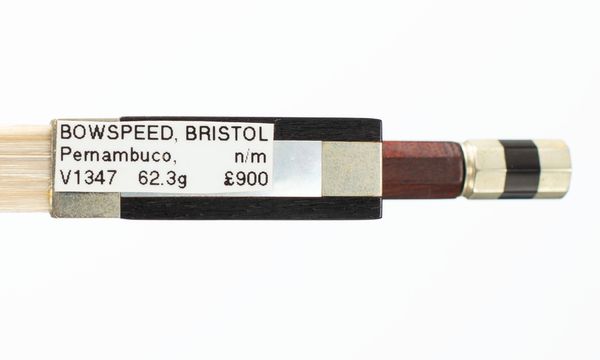 BOWSPEED, BRISTOL
Pernambuco, n/m
V1347 62.3g £900